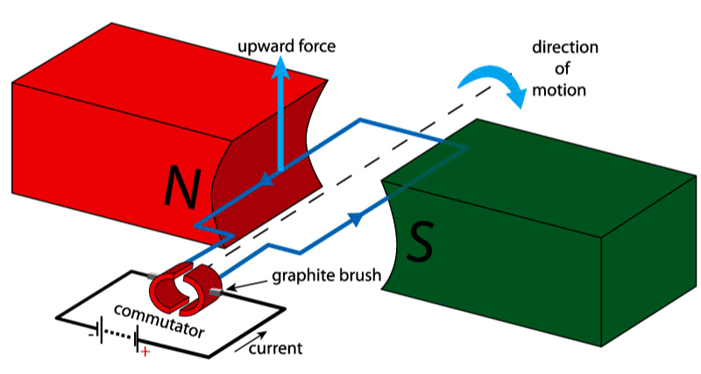 upward force
direction
of
motion
N
S
graphite brush
commutator
-
+
current